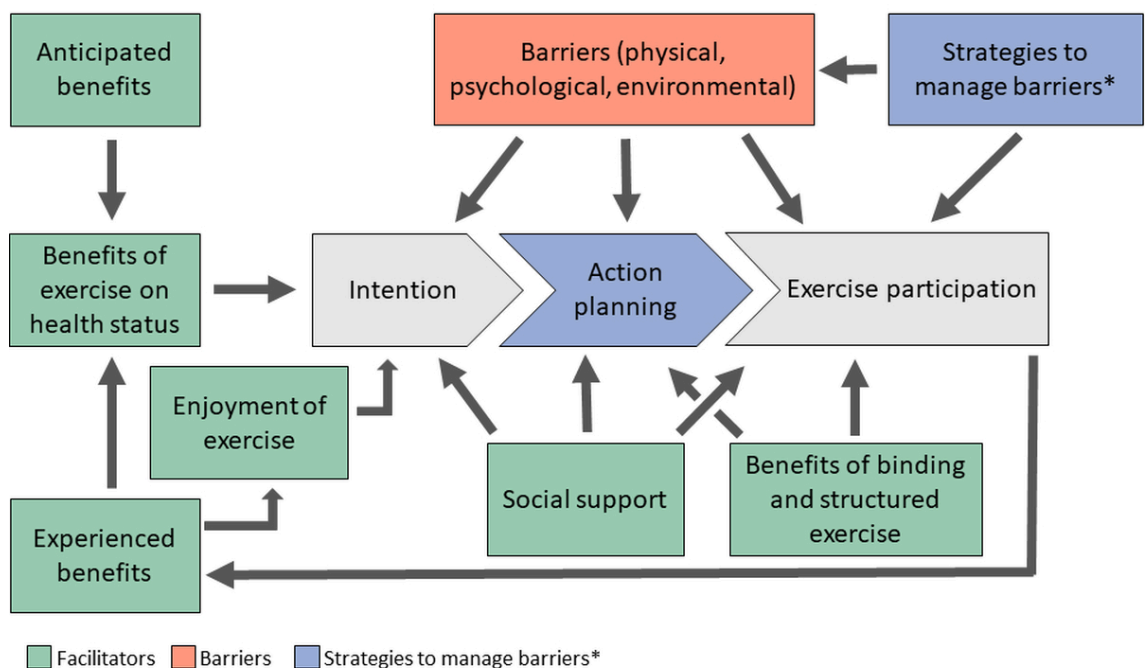 Anticipated
benefits
Barriers (physical,
psychological, environmental)
Strategies to
manage barriers*
Benefits of
exercise on
health status
Intention
Action
planning
Exercise participation
Enjoyment of
exercise
Social support
Benefits of binding
and structured
exercise
Experienced
benefits
Facilitators
Barriers
Strategies to manage barriers*